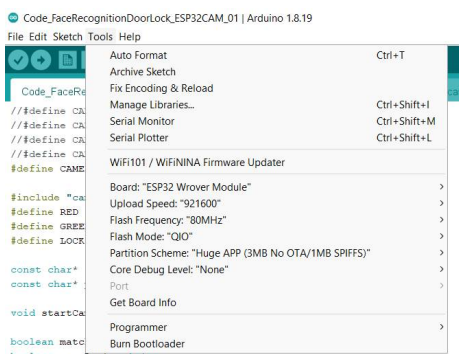 Code_FaceRecognitionDoorLock_ESP32CAM_01 | Arduino 1.8.19
File Edit Sketch Tools Help
Auto Format Ctrl+T
Archive Sketch
Fix Encoding & Reload
Manage Libraries... Ctrl+Shift+I
Serial Monitor Ctrl+Shift+M
Serial Plotter Ctrl+Shift+L
WiFi101 / WiFiNINA Firmware Updater
Board: "ESP32 Wrover Module"
Upload Speed: "921600"
Flash Frequency: "80MHz"
Flash Mode: "QIO"
Partition Scheme: "Huge APP (3MB No OTA/1MB SPIFFS)"
Core Debug Level: "None"
Port
Get Board Info
Programmer
Burn Bootloader
Code_FaceRe
//#define CA
//#define CA
//#define CA
//#define CA
#define CAME
#include "ca
#define RED
#define GREE
#define LOCK
const char*
const char*
void startCa
boolean matc